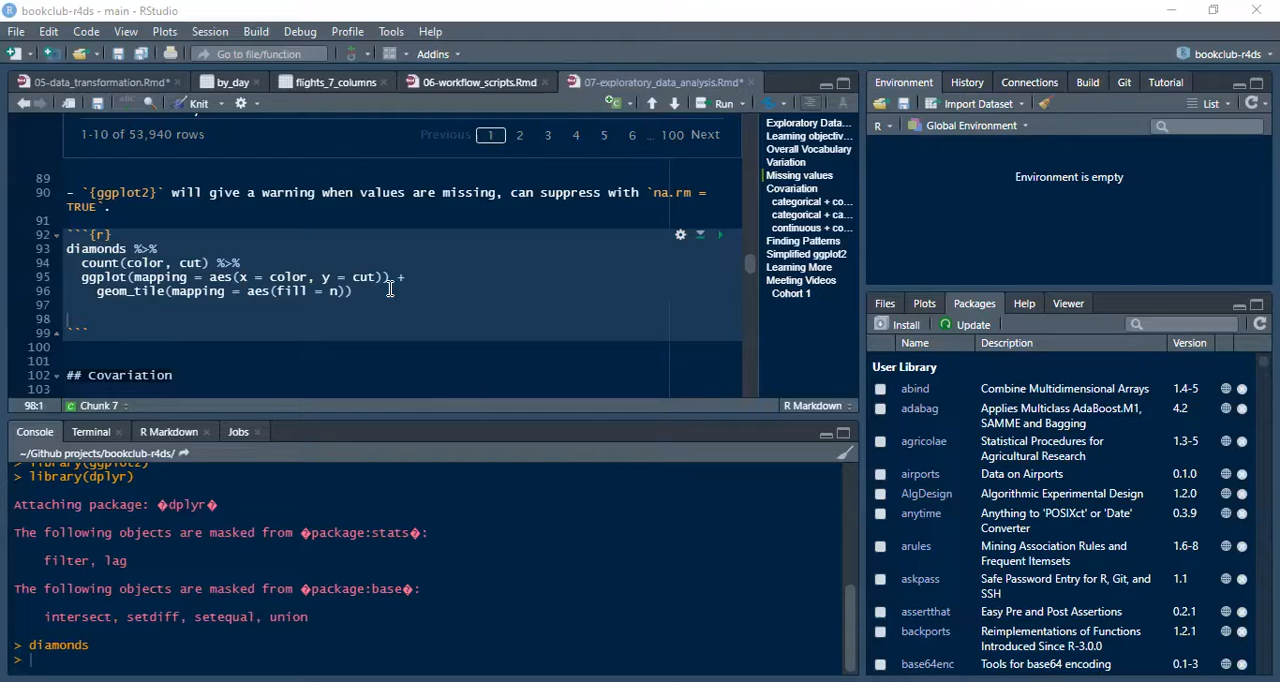 bookclub-r4ds - main - RStudio
File Edit Code View Plots Session Build Debug Profile Tools Help
Go to file/function Addins bookclub-r4ds
05-data_transformation.Rmd* by_day flights_7_columns 06-workflow_scripts.Rmd 07-exploratory_data_analysis.Rmd*
ABC Knit Run
1-10 of 53,940 rows Previous 1 2 3 4 5 6 ... 100 Next
89
90 - `{ggplot2}` will give a warning when values are missing, can suppress with `na.rm =
TRUE`.
91
92 ```{r}
93 diamonds %>%
94 count(color, cut) %>%
95 ggplot(mapping = aes(x = color, y = cut)) +
96 geom_tile(mapping = aes(fill = n))
97
98
99 ```
100
101
102 ## Covariation
103
98:1 Chunk 7 R Markdown
Exploratory Data...
Learning objectiv...
Overall Vocabulary
Variation
Missing values
Covariation
categorical + co...
categorical + ca...
continuous + co...
Finding Patterns
Simplified ggplot2
Learning More
Meeting Videos
Cohort 1
Console Terminal R Markdown Jobs
~/Github projects/bookclub-r4ds/
> library(ggplot2)
> library(dplyr)
Attaching package: �dplyr�
The following objects are masked from �package:stats�:
filter, lag
The following objects are masked from �package:base�:
intersect, setdiff, setequal, union
> diamonds
>
Environment History Connections Build Git Tutorial
Import Dataset List
R Global Environment
Environment is empty
Files Plots Packages Help Viewer
Install Update
Name Description Version
User Library
abind Combine Multidimensional Arrays 1.4-5
adabag Applies Multiclass AdaBoost.M1, 4.2
SAMME and Bagging
agricolae Statistical Procedures for 1.3-5
Agricultural Research
airports Data on Airports 0.1.0
AlgDesign Algorithmic Experimental Design 1.2.0
anytime Anything to 'POSIXct' or 'Date' 0.3.9
Converter
arules Mining Association Rules and 1.6-8
Frequent Itemsets
askpass Safe Password Entry for R, Git, and 1.1
SSH
assertthat Easy Pre and Post Assertions 0.2.1
backports Reimplementations of Functions 1.2.1
Introduced Since R-3.0.0
base64enc Tools for base64 encoding 0.1-3